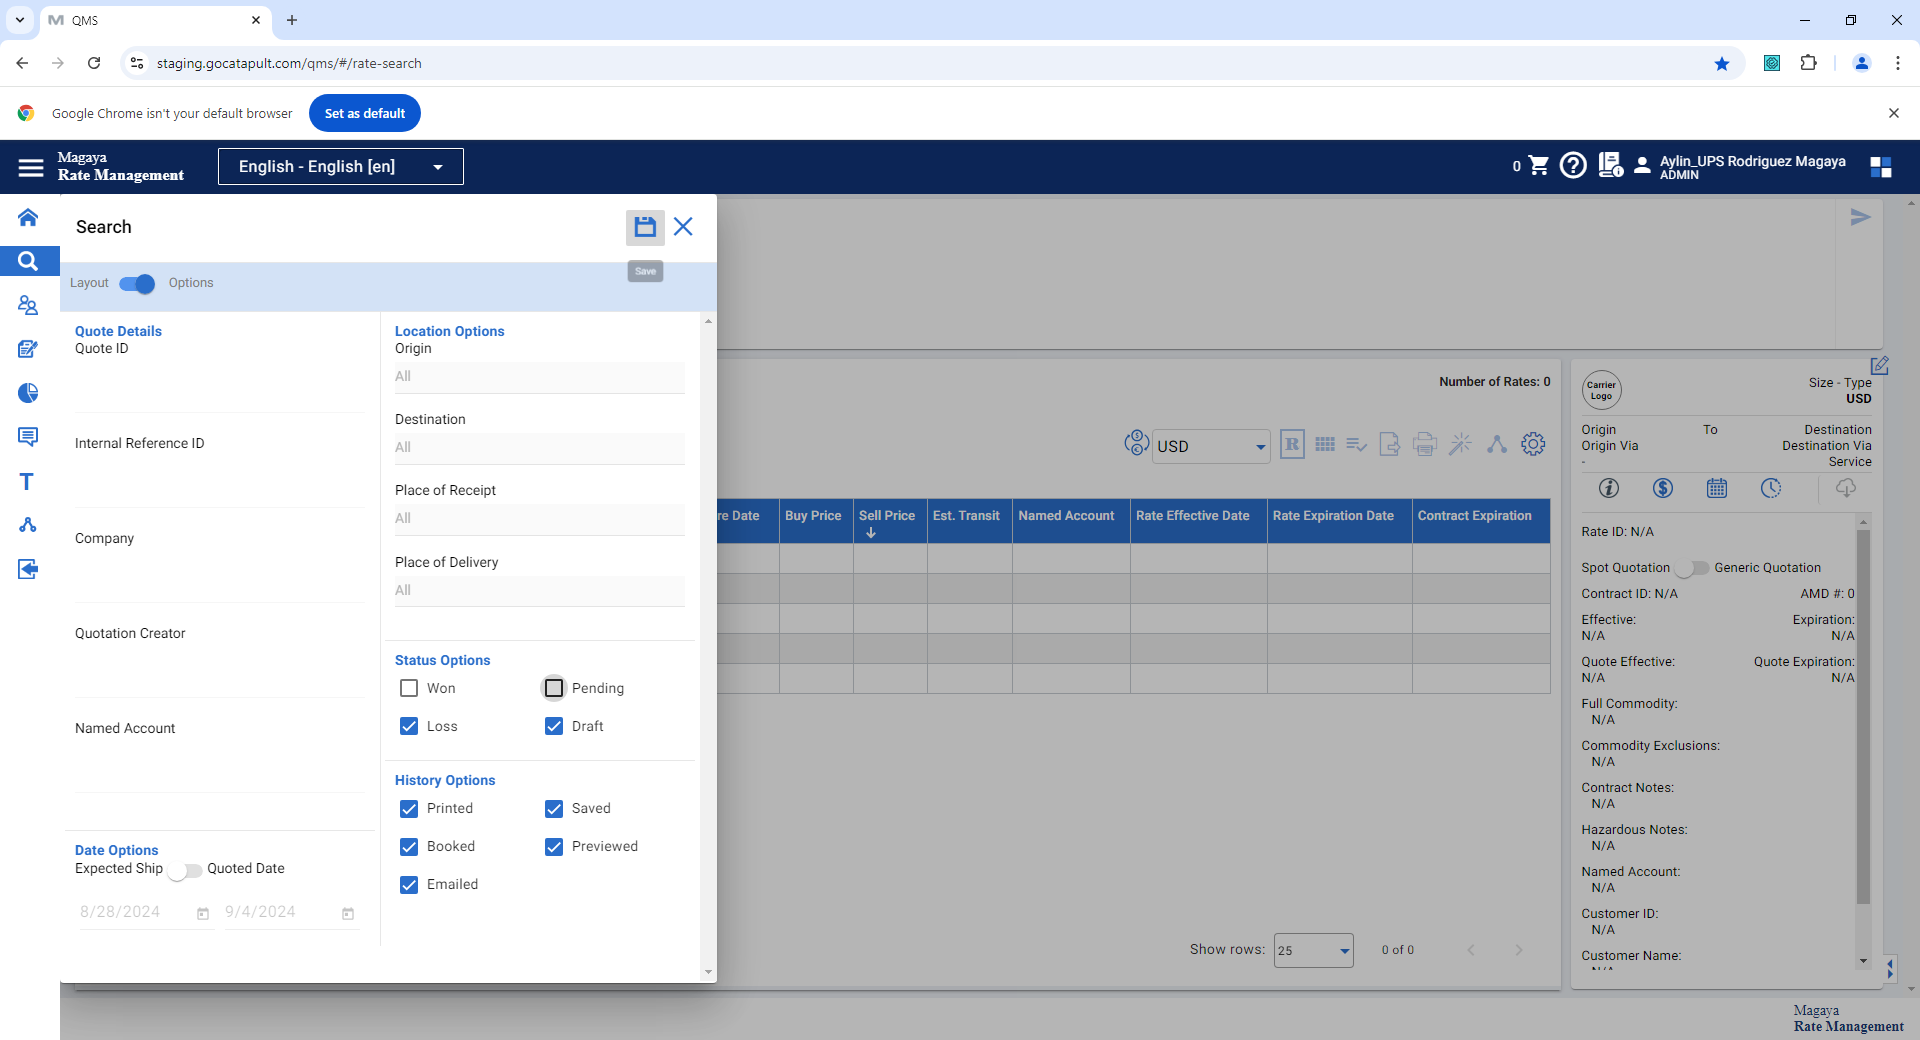 QMS
staging.gocatapult.com/qms/#/rate-search
Google Chrome isn't your default browser
Set as default
Magaya
Rate Management
English - English [en]
0
Aylin_UPS Rodriguez Magaya
ADMIN
Search
Save
Layout
Options
Quote Details
Quote ID
Internal Reference ID
Company
Quotation Creator
Named Account
Date Options
Expected Ship
Quoted Date
8/28/2024
9/4/2024
Location Options
Origin
All
Destination
All
Place of Receipt
All
Place of Delivery
All
Status Options
Won
Pending
Loss
Draft
History Options
Printed
Saved
Booked
Previewed
Emailed
Number of Rates: 0
USD
R
re Date
Buy Price
Sell Price
Est. Transit
Named Account
Rate Effective Date
Rate Expiration Date
Contract Expiration
Show rows:
25
0 of 0
Carrier
Logo
Size - Type
USD
Origin
To
Destination
Origin Via
Destination Via
-
Service
Rate ID: N/A
Spot Quotation
Generic Quotation
Contract ID: N/A
AMD #: 0
Effective:
Expiration:
N/A
N/A
Quote Effective:
Quote Expiration:
N/A
N/A
Full Commodity:
N/A
Commodity Exclusions:
N/A
Contract Notes:
N/A
Hazardous Notes:
N/A
Named Account:
N/A
Customer ID:
N/A
Customer Name:
Magaya
Rate Management